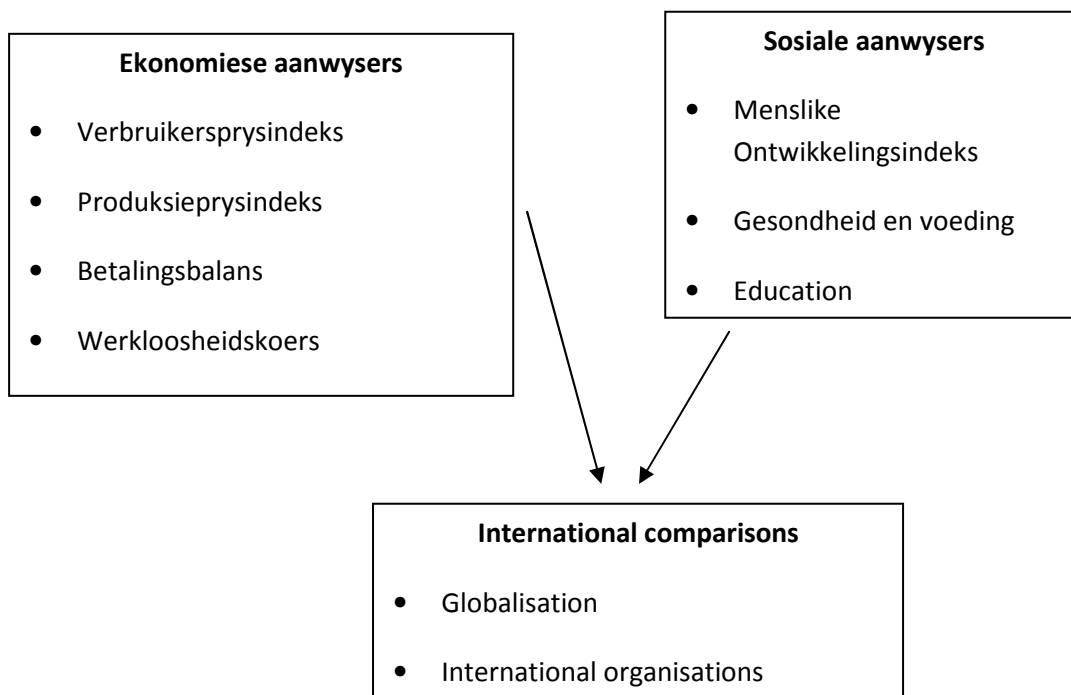 Ekonomiese aanwysers
• Verbruikersprysindeks
• Produksieprysindeks
• Betalingsbalans
• Werkloosheidskoers
Sosiale aanwysers
• Menslike
Ontwikkelingsindeks
• Gesondheid en voeding
• Education
International comparisons
• Globalisation
• International organisations